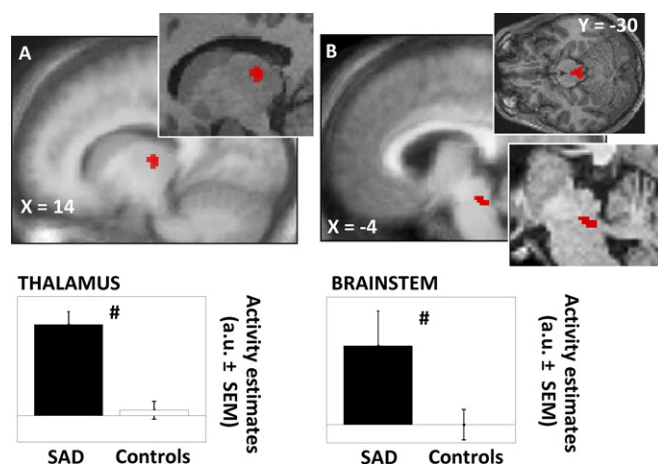 A
X = 14
B
Y = -30
X = -4
THALAMUS
#
Activity estimates
(a.u. ± SEM)
SAD Controls
BRAINSTEM
#
Activity estimates
(a.u. ± SEM)
SAD Controls